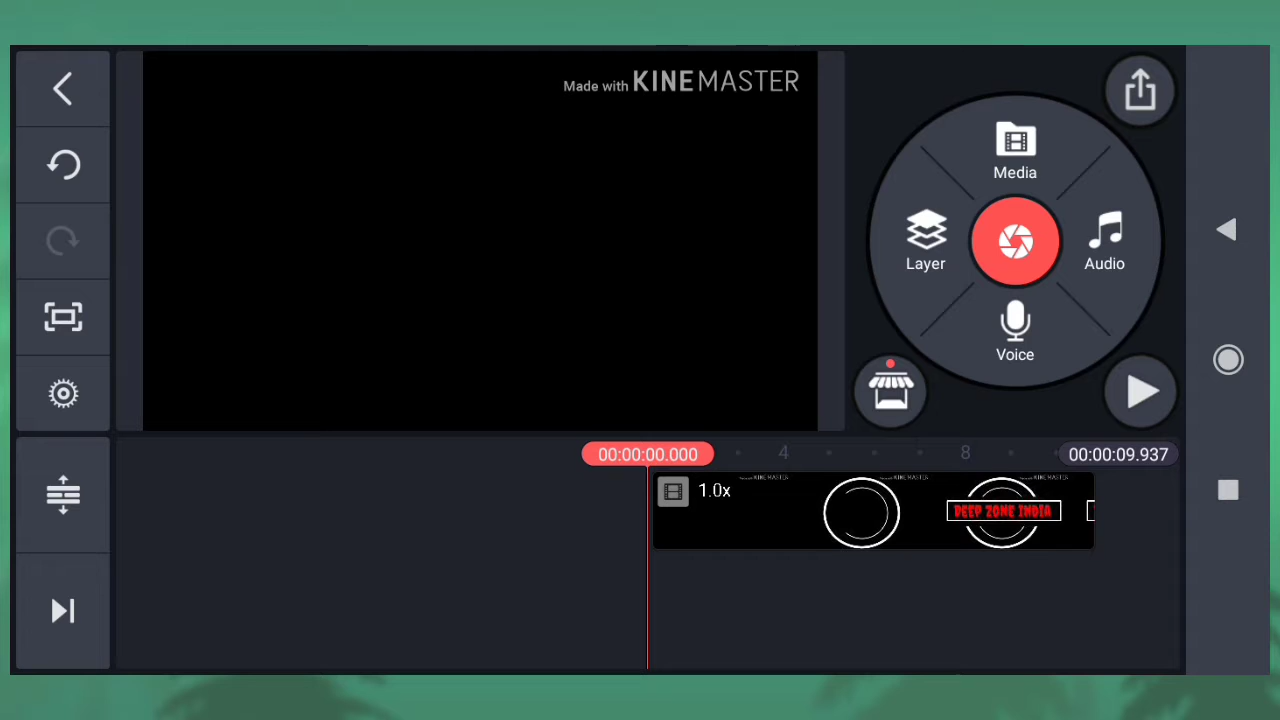 Made with KINEMASTER
Media
Layer
Audio
Voice
00:00:00.000
4
8
00:00:09.937
1.0x
DEEP ZONE INDIA